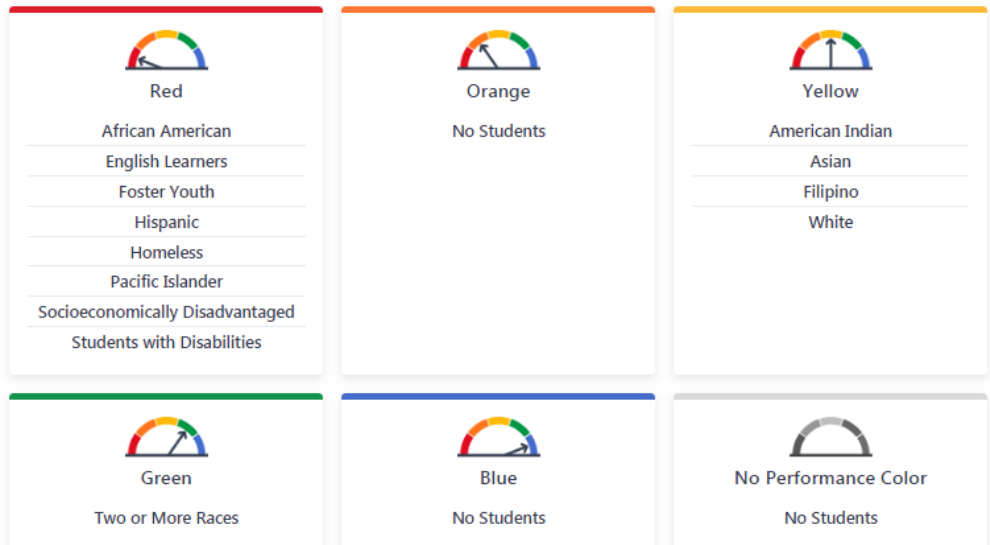 Red
African American
English Learners
Foster Youth
Hispanic
Homeless
Pacific Islander
Socioeconomically Disadvantaged
Students with Disabilities
Orange
No Students
Yellow
American Indian
Asian
Filipino
White
Green
Two or More Races
Blue
No Students
No Performance Color
No Students